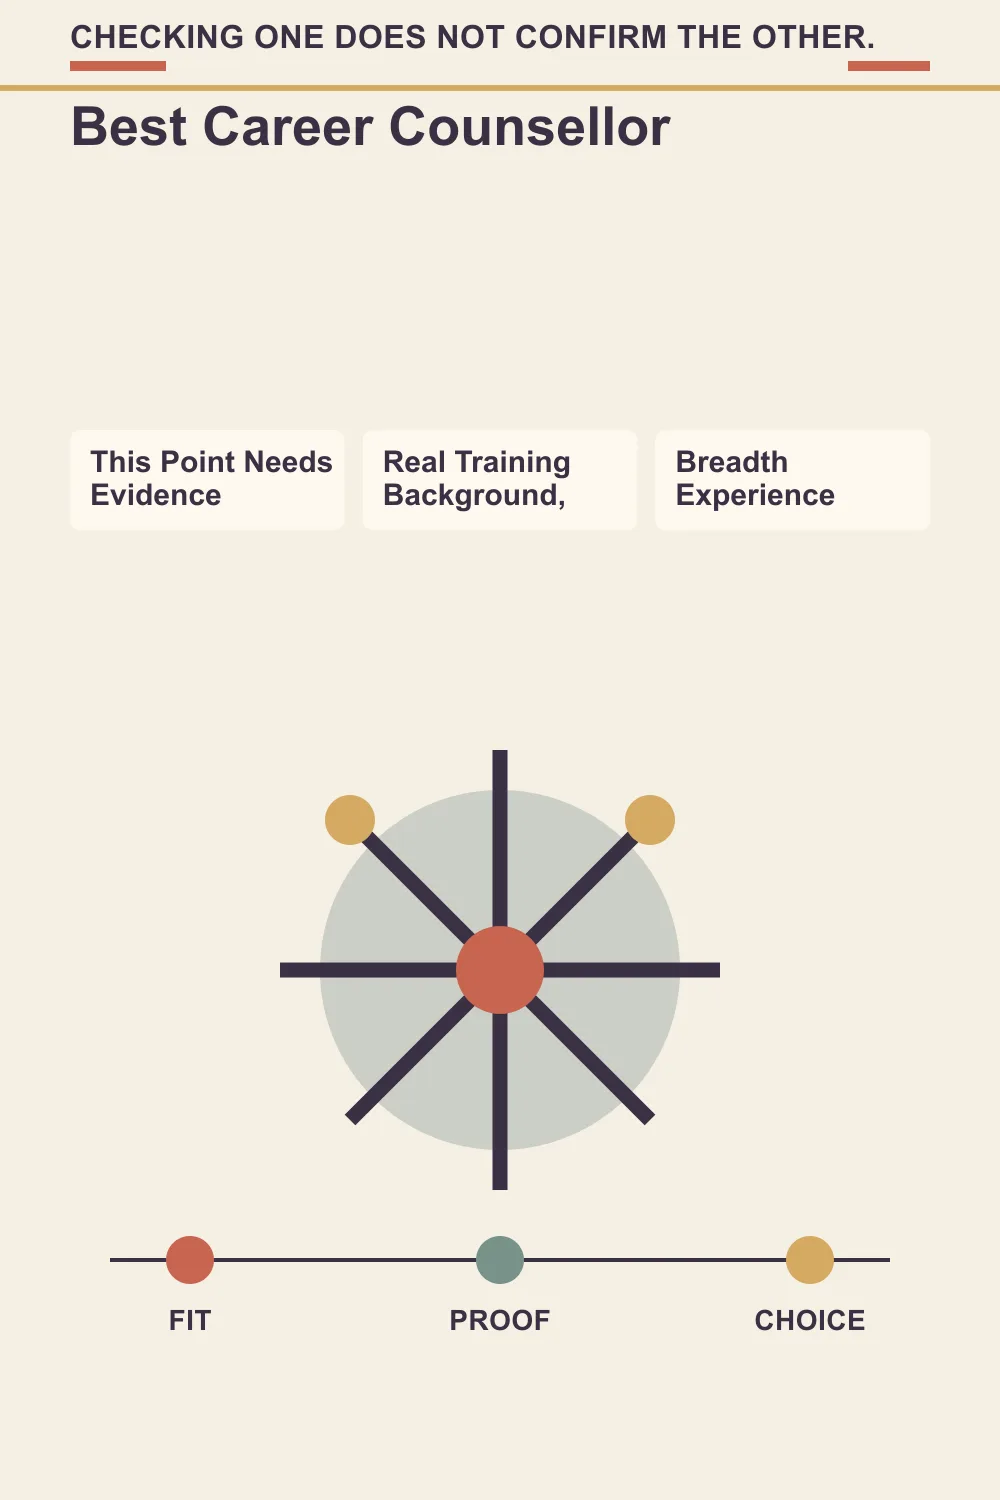 CHECKING ONE DOES NOT CONFIRM THE OTHER.
Best Career Counsellor
This Point Needs
Evidence
Real Training
Background,
Breadth
Experience
FIT
PROOF
CHOICE